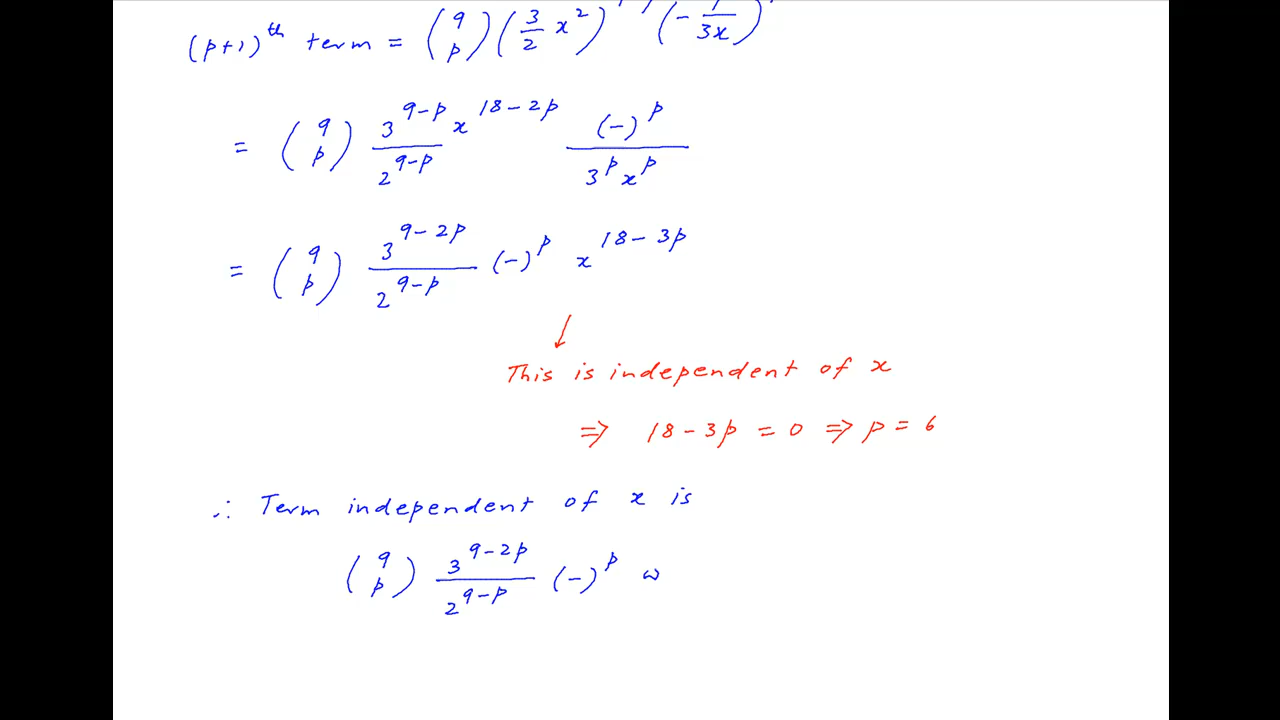 (p+1)^th term = (9 p) (3/2 x^2) (- 1/3x)
= (9 p) 3^(9-p) x^(18-2p) / 2^(9-p) (-)^p / 3^p x^p
= (9 p) 3^(9-2p) / 2^(9-p) (-)^p x^(18-3p)
↓
This is independent of x
⇒ 18-3p = 0 ⇒ p = 6
∴ Term independent of x is
(9 p) 3^(9-2p) / 2^(9-p) (-)^p w